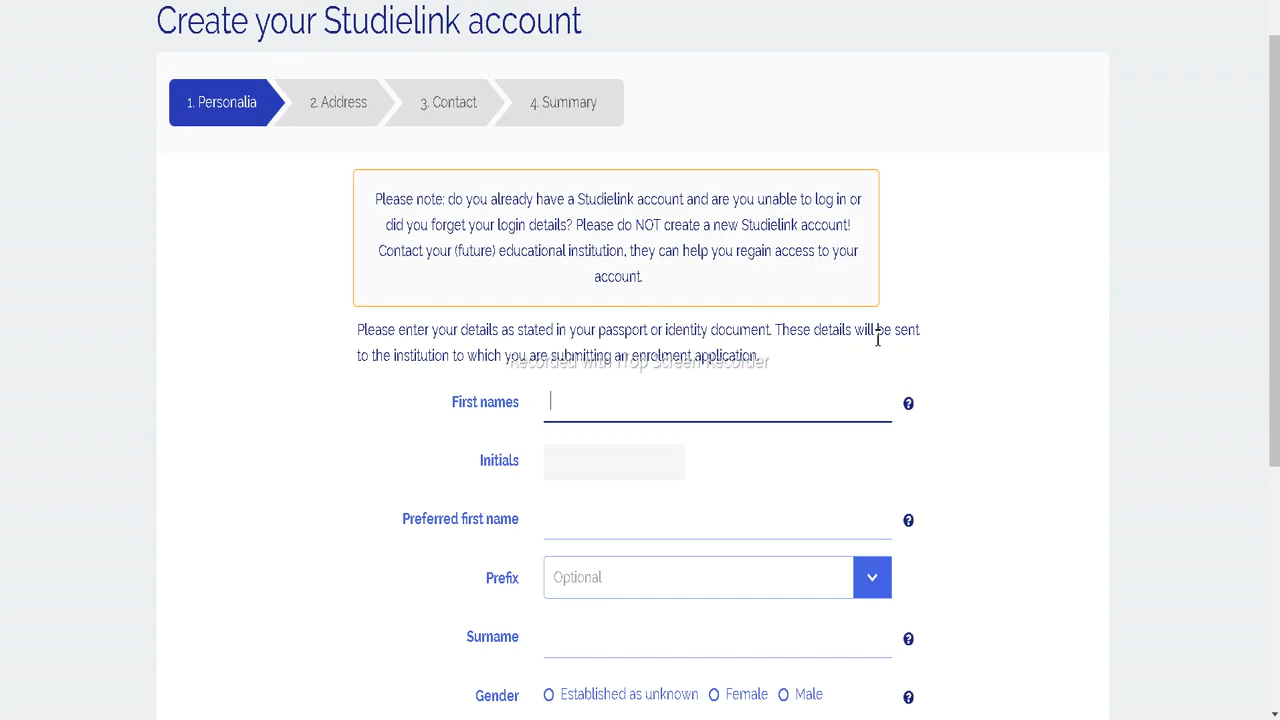 Create your Studielink account
1. Personalia
2. Address
3. Contact
4. Summary
Please note: do you already have a Studielink account and are you unable to log in or
did you forget your login details? Please do NOT create a new Studielink account!
Contact your (future) educational institution, they can help you regain access to your
account.
Please enter your details as stated in your passport or identity document. These details will be sent
to the institution to which you are submitting an enrolment application.
Recorded with iTop Screen Recorder
First names
Initials
Preferred first name
Prefix
Optional
Surname
Gender
Established as unknown
Female
Male